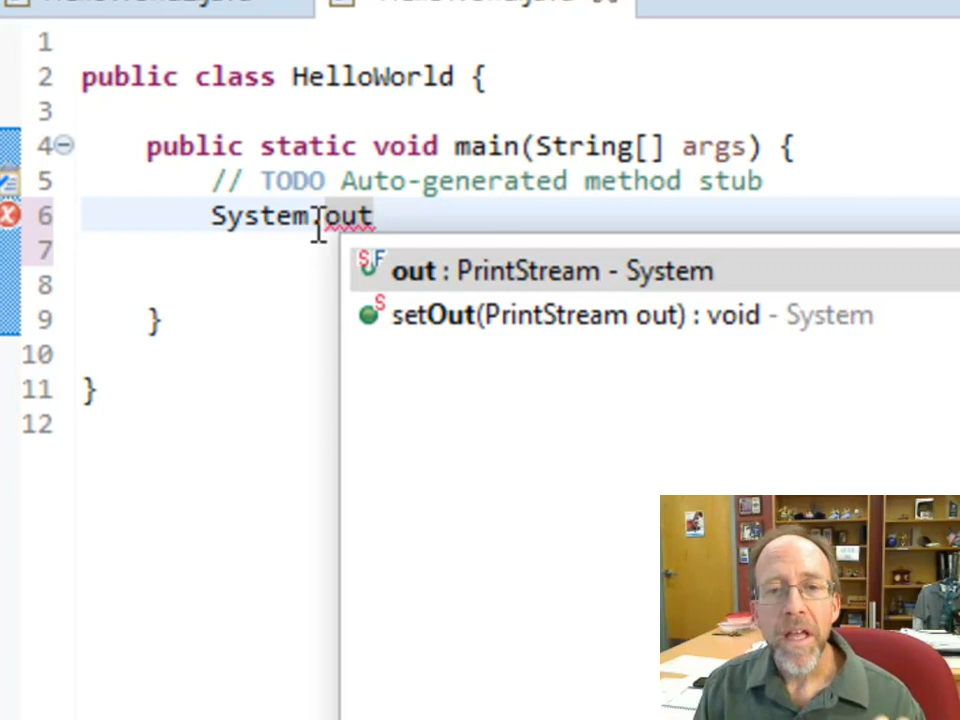 1
2 public class HelloWorld {
3
4 public static void main(String[] args) {
5 // TODO Auto-generated method stub
6 System.out
7
8
9 }
10
11 }
12
out : PrintStream - System
setOut(PrintStream out) : void - System